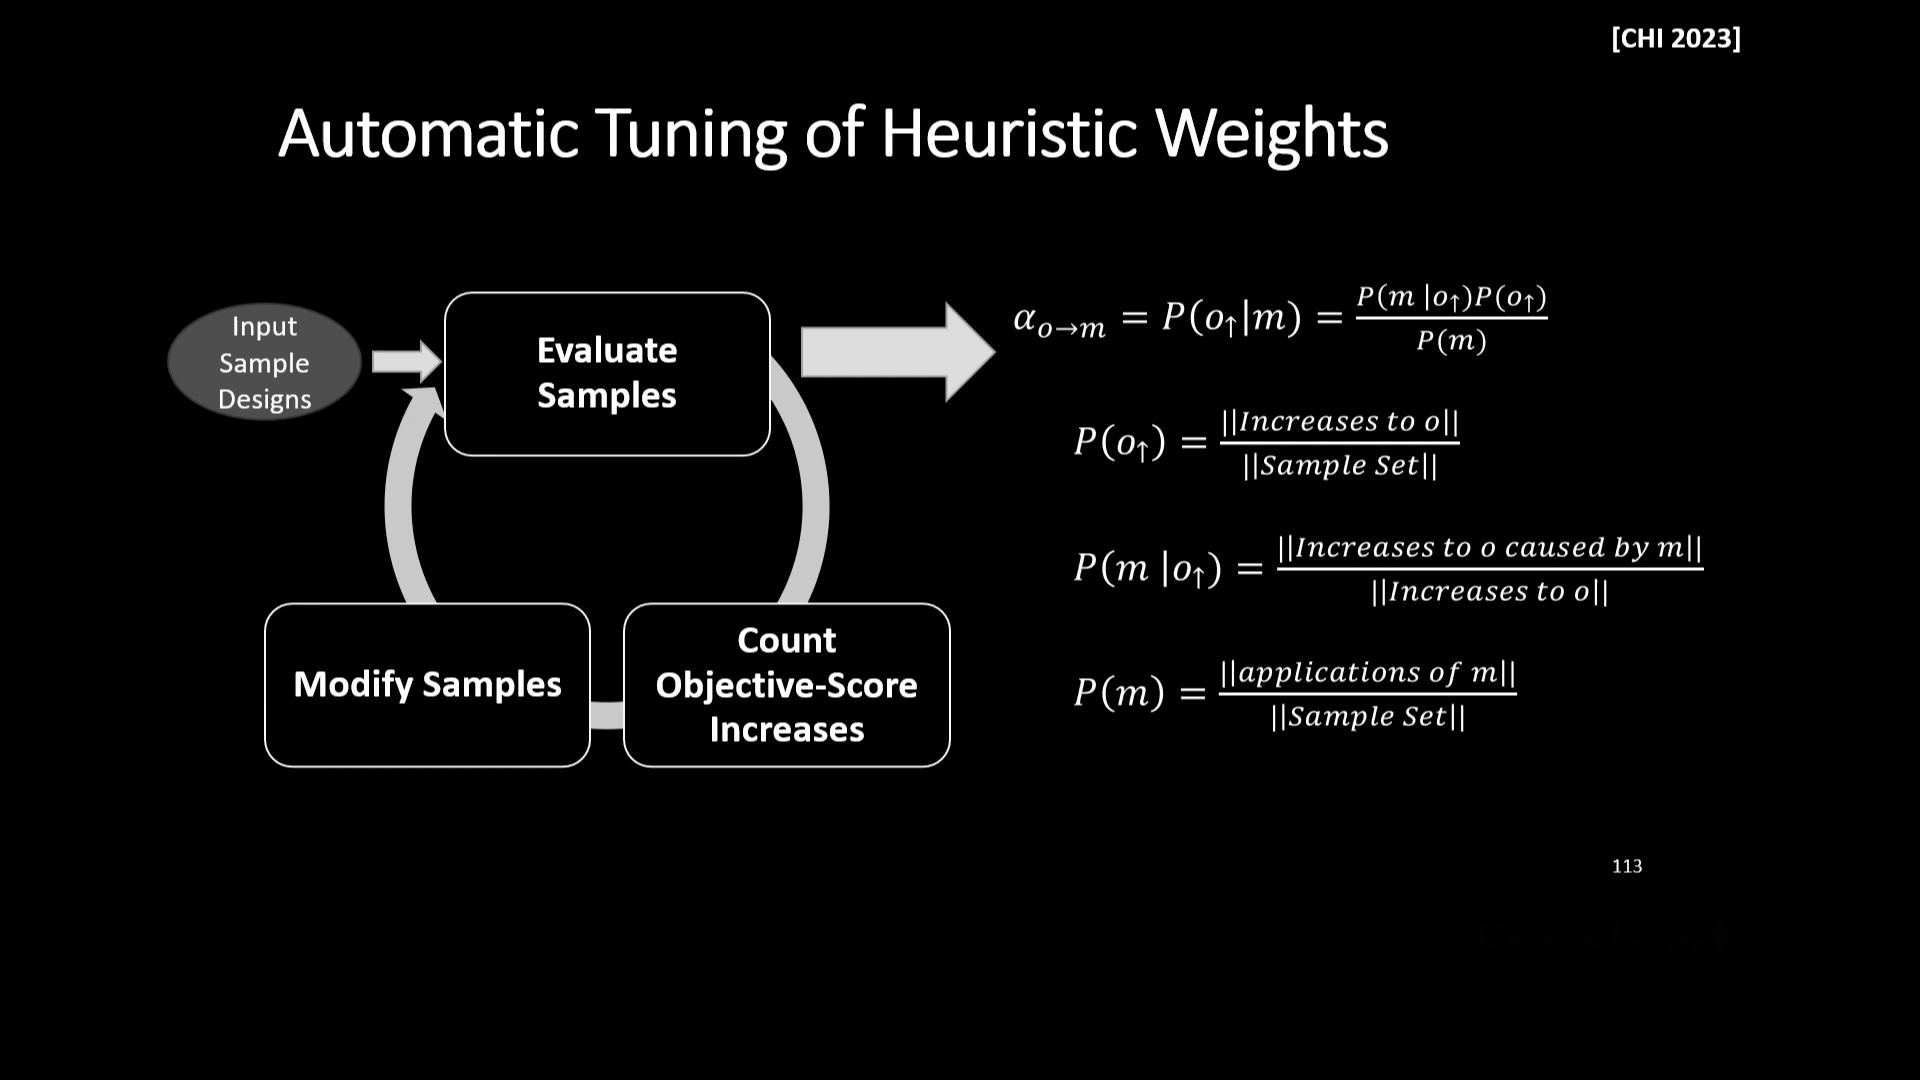 [CHI 2023]
Automatic Tuning of Heuristic Weights
Input
Sample
Designs
Evaluate
Samples
Modify Samples
Count
Objective-Score
Increases
α_{o→m} = P(o↑|m) = P(m |o↑)P(o↑) / P(m)
P(o↑) = ||Increases to o|| / ||Sample Set||
P(m |o↑) = ||Increases to o caused by m|| / ||Increases to o||
P(m) = ||applications of m|| / ||Sample Set||
113